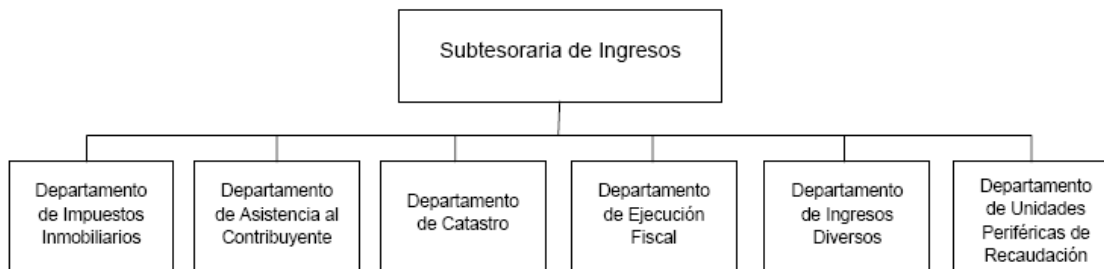 Subtesoraria de Ingresos
Departamento
de Impuestos
Inmobiliarios
Departamento
de Asistencia al
Contribuyente
Departamento
de Catastro
Departamento
de Ejecución
Fiscal
Departamento
de Ingresos
Diversos
Departamento
de Unidades
Periféricas de
Recaudación